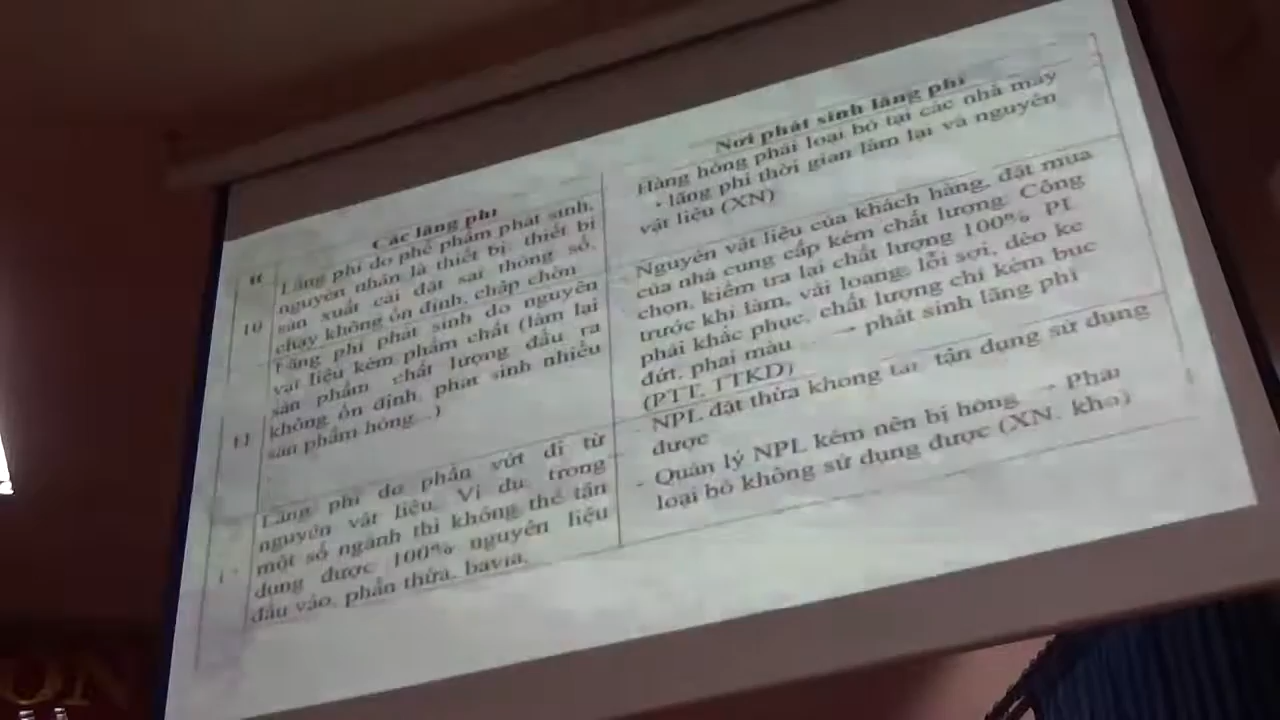 Các lãng phí
Nơi phát sinh lãng phí
10
Lãng phí do phế phẩm phát sinh,
nguyên nhân là thiết bị: thiết bị
sản xuất cài đặt sai thông số,
chạy không ổn định, chập chờn
Hàng hỏng phải loại bỏ tại các nhà máy
lãng phí thời gian làm lại và nguyên
vật liệu (XN)
11
Lãng phí phát sinh do nguyên
vật liệu kém phẩm chất (làm lại
sản phẩm chất lượng đầu ra
không ổn định, phát sinh nhiều
sản phẩm hỏng...)
Nguyên vật liệu của khách hàng, đặt mua
của nhà cung cấp kém chất lượng. Công
chọn, kiểm tra lại chất lượng 100% PL
trước khi làm, vải loang, lỗi sợi, dèo ke
phải khắc phục, chất lượng chỉ kém bục
đứt, phai màu ... → phát sinh lãng phí
(PTT, TTKD)
Lãng phí do phần vứt đi từ
nguyên vật liệu. Ví dụ: trong
một số ngành thì không thể tận
dụng được 100% nguyên liệu
đầu vào, phần thừa, bavia.
NPL đặt thừa không tái, tận dụng sử dụng
được
- Quản lý NPL kém nên bị hỏng → Phải
loại bỏ không sử dụng được (XN, kho)